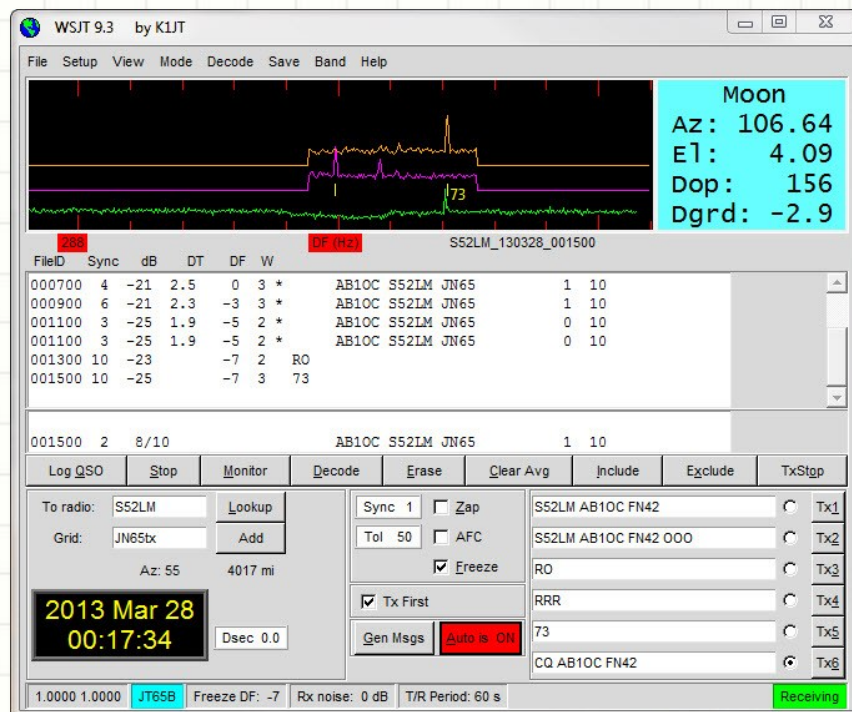 WSJT 9.3 by K1JT
File Setup View Mode Decode Save Band Help
73
Moon
Az: 106.64
El: 4.09
Dop: 156
Dgrd: -2.9
288 DF (Hz) S52LM_130328_001500
FileID Sync dB DT DF W
000700 4 -21 2.5 0 3 * AB1OC S52LM JN65 1 10
000900 6 -21 2.3 -3 3 * AB1OC S52LM JN65 1 10
001100 3 -25 1.9 -5 2 * AB1OC S52LM JN65 0 10
001100 3 -25 1.9 -5 2 * AB1OC S52LM JN65 0 10
001300 10 -23 -7 2 RO
001500 10 -25 -7 3 73
001500 2 8/10 AB1OC S52LM JN65 1 10
Log QSO Stop Monitor Decode Erase Clear Avg Include Exclude TxStop
To radio: S52LM Lookup
Grid: JN65tx Add
Az: 55 4017 mi
2013 Mar 28
00:17:34
Dsec 0.0
Sync 1 Zap
Tol 50 AFC
Freeze
Tx First
Gen Msgs Auto is ON
S52LM AB1OC FN42 Tx1
S52LM AB1OC FN42 OOO Tx2
RO Tx3
RRR Tx4
73 Tx5
CQ AB1OC FN42 Tx6
1.0000 1.0000 JT65B Freeze DF: -7 Rx noise: 0 dB T/R Period: 60 s Receiving